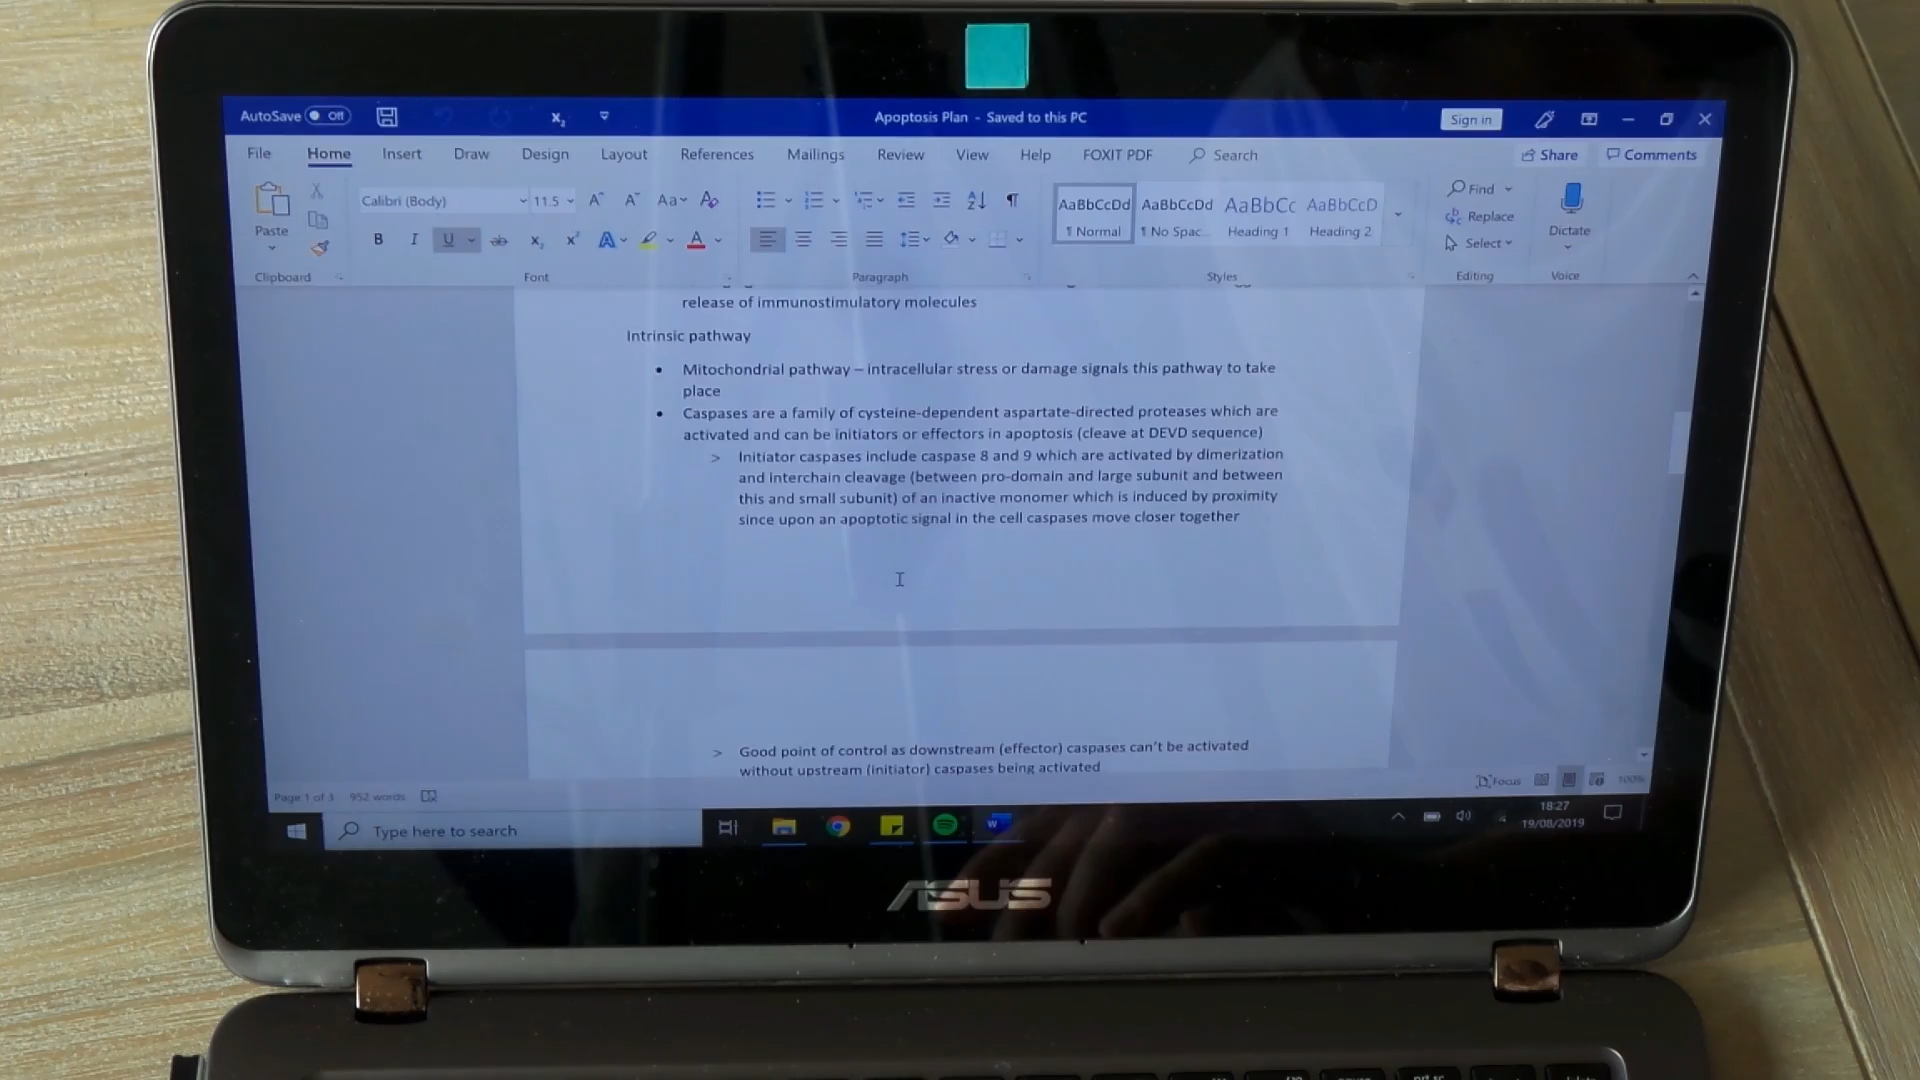 AutoSave Off
Apoptosis Plan - Saved to this PC
Sign in
File Home Insert Draw Design Layout References Mailings Review View Help FOXIT PDF Search
Share Comments
Paste
Clipboard
Calibri (Body) 11.5
Font
Paragraph
AaBbCcDd AaBbCcDd AaBbCc AaBbCcD
¶ Normal ¶ No Spac... Heading 1 Heading 2
Styles
Find
Replace
Select
Editing
Dictate
Voice
release of immunostimulatory molecules
Intrinsic pathway
• Mitochondrial pathway – intracellular stress or damage signals this pathway to take
place
• Caspases are a family of cysteine-dependent aspartate-directed proteases which are
activated and can be initiators or effectors in apoptosis (cleave at DEVD sequence)
> Initiator caspases include caspase 8 and 9 which are activated by dimerization
and interchain cleavage (between pro-domain and large subunit and between
this and small subunit) of an inactive monomer which is induced by proximity
since upon an apoptotic signal in the cell caspases move closer together
> Good point of control as downstream (effector) caspases can't be activated
without upstream (initiator) caspases being activated
Page 1 of 3 952 words
Focus
100%
Type here to search
18:27
19/08/2019
ASUS